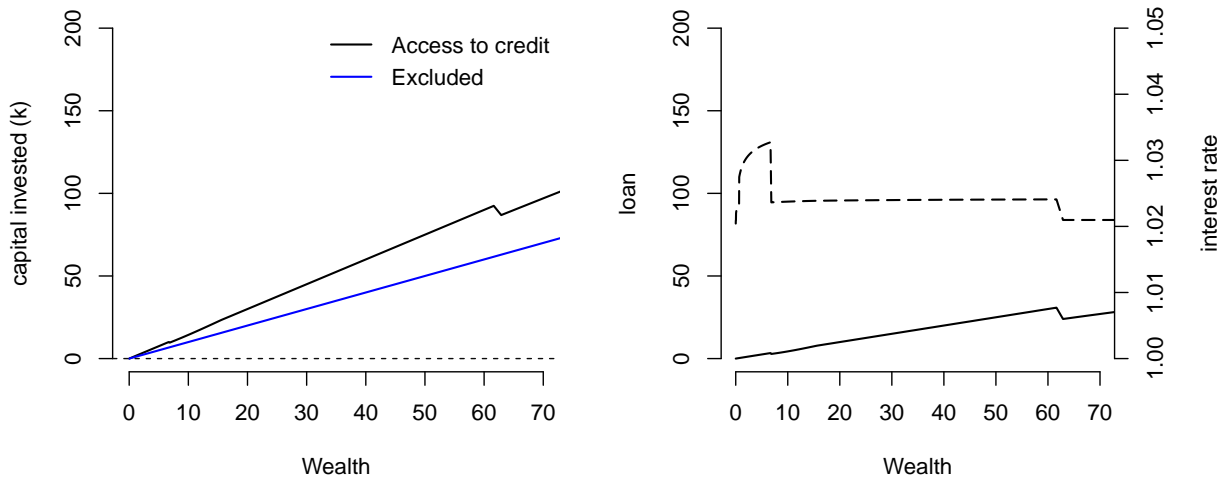 200
150
100
50
0
capital invested (k)
Access to credit
Excluded
0 10 20 30 40 50 60 70
Wealth
200
150
100
50
0
loan
1.05
1.04
1.03
1.02
1.01
1.00
interest rate
0 10 20 30 40 50 60 70
Wealth